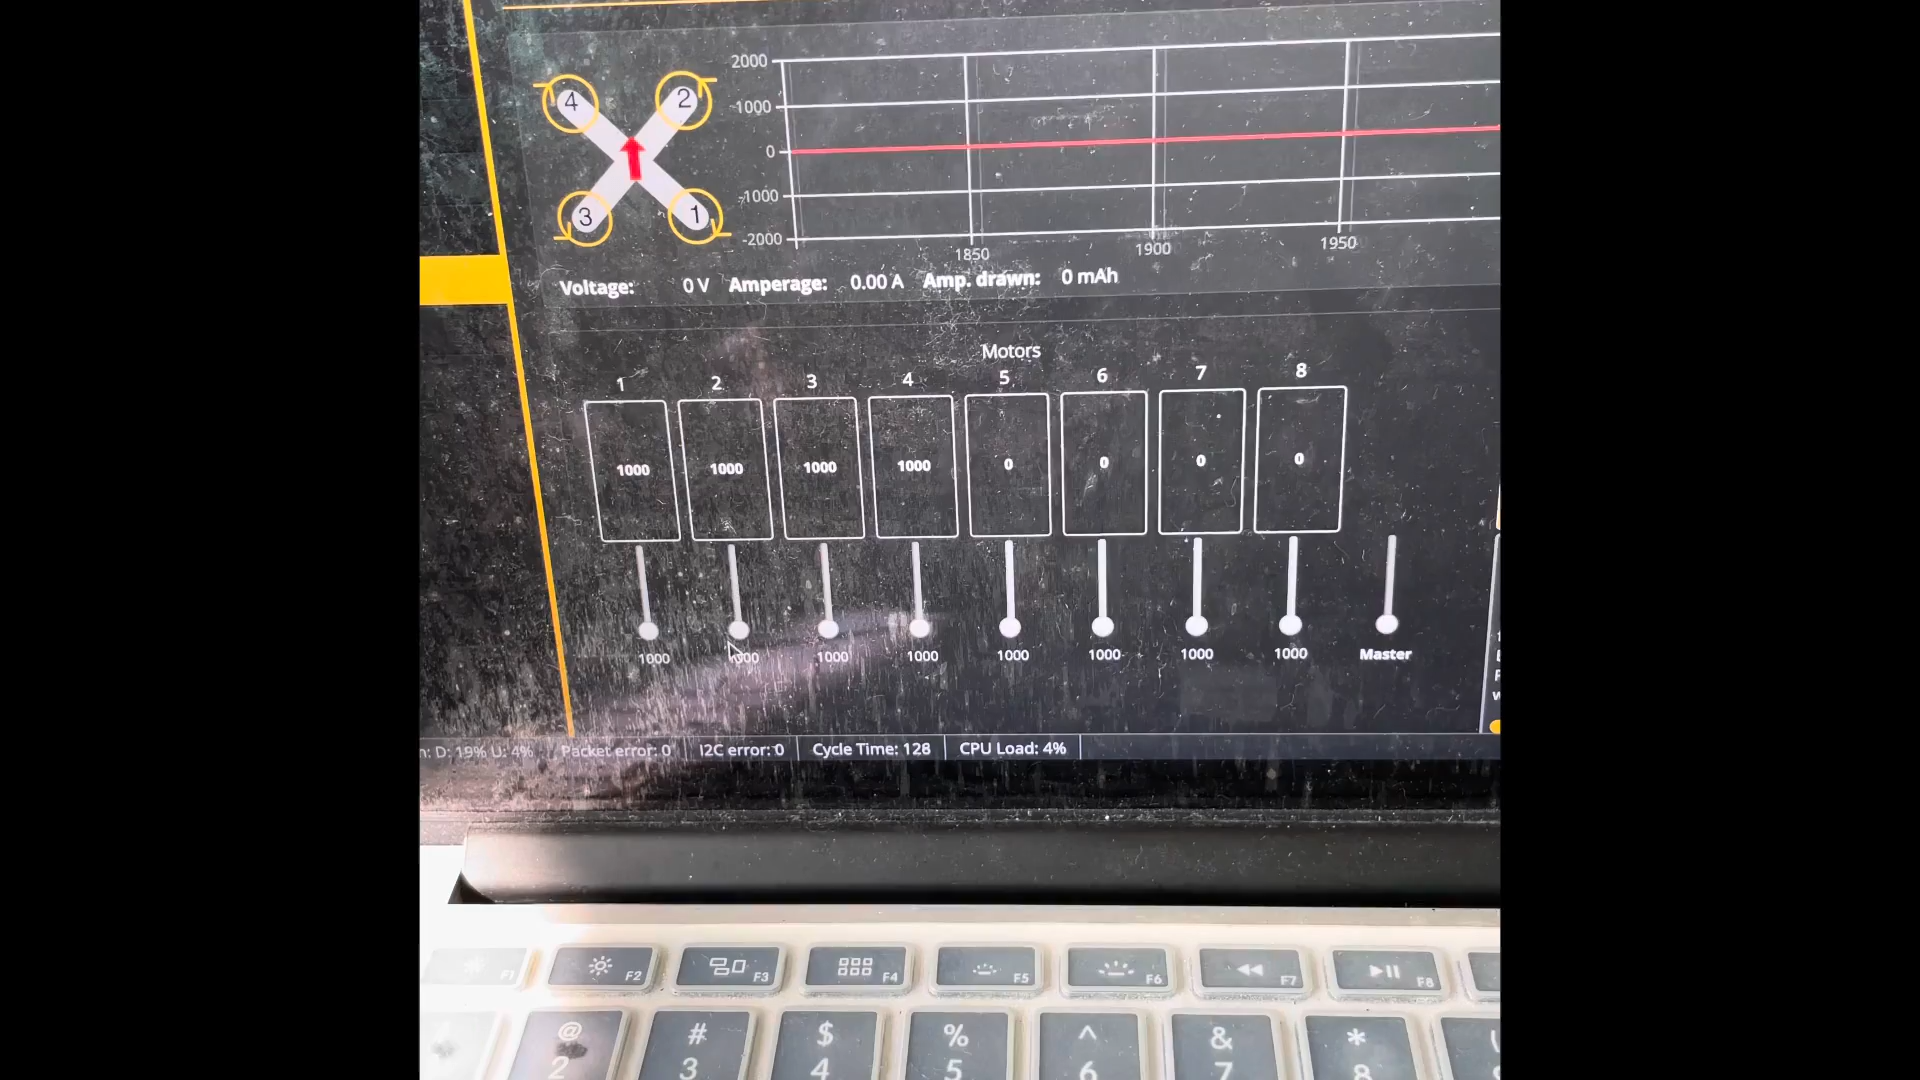 4 2
3 1
2000
1000
0
-1000
-2000
1850 1900 1950
Voltage: 0 V Amperage: 0.00 A Amp. drawn: 0 mAh
Motors
1 2 3 4 5 6 7 8
1000 1000 1000 1000 0 0 0 0
1000 1000 1000 1000 1000 1000 1000 Master
D: 19% U: 4% Packet error: 0 I2C error: 0 Cycle Time: 128 CPU Load: 4%
F1 F2 F3 F4 F5 F6 F7 F8
@ # $ % ^ & *
2 3 4 5 6 7 8